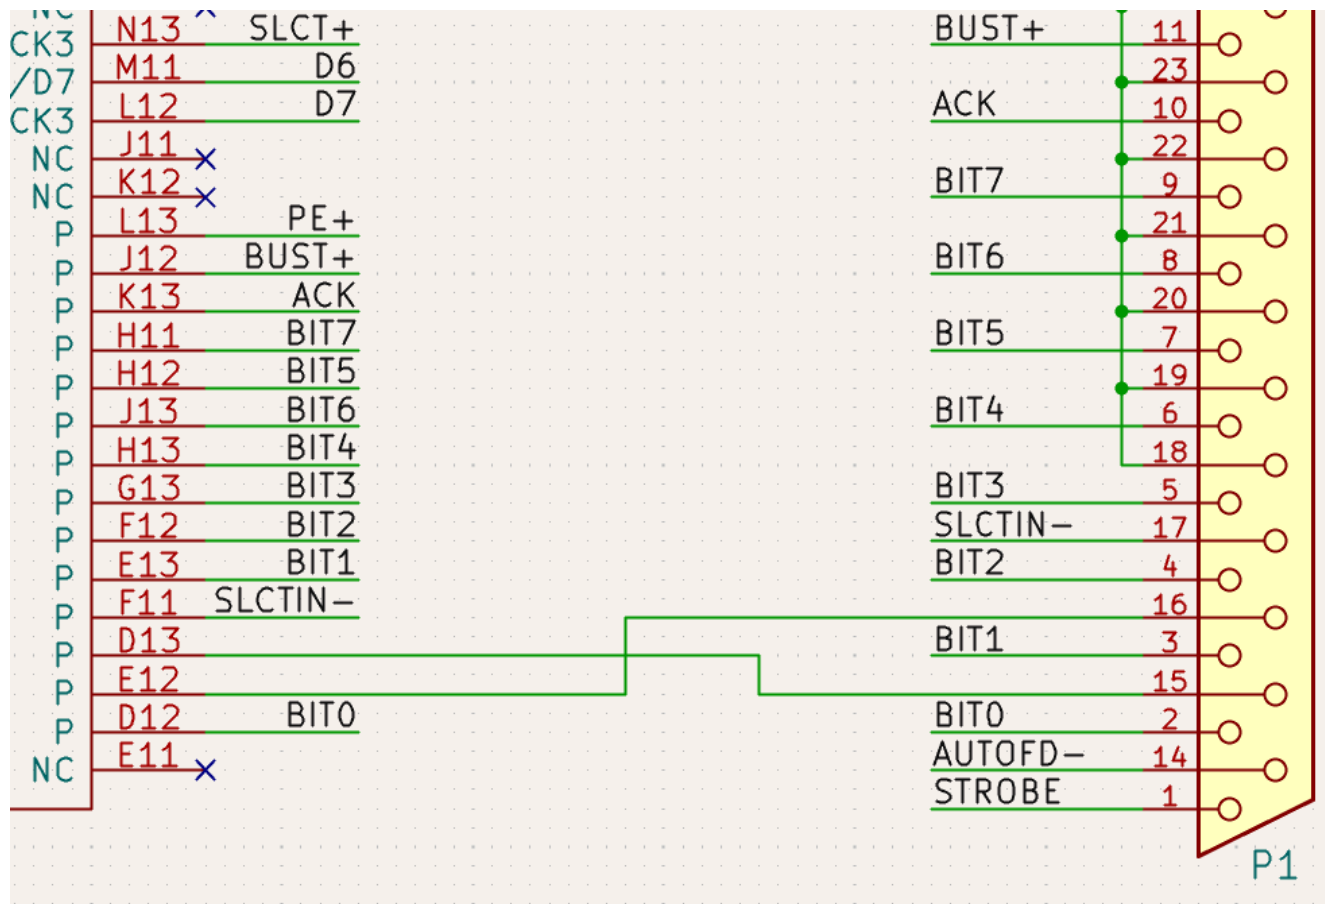 NC
CK3 N13 SLCT+
/D7 M11 D6
CK3 L12 D7
NC J11
NC K12
P L13 PE+
P J12 BUST+
P K13 ACK
P H11 BIT7
P H12 BIT5
P J13 BIT6
P H13 BIT4
P G13 BIT3
P F12 BIT2
P E13 BIT1
P F11 SLCTIN-
P D13
P E12
P D12 BIT0
NC E11
BUST+ 11
23
ACK 10
22
BIT7 9
21
BIT6 8
20
BIT5 7
19
BIT4 6
18
BIT3 5
SLCTIN- 17
BIT2 4
16
BIT1 3
15
BIT0 2
AUTOFD- 14
STROBE 1
P1